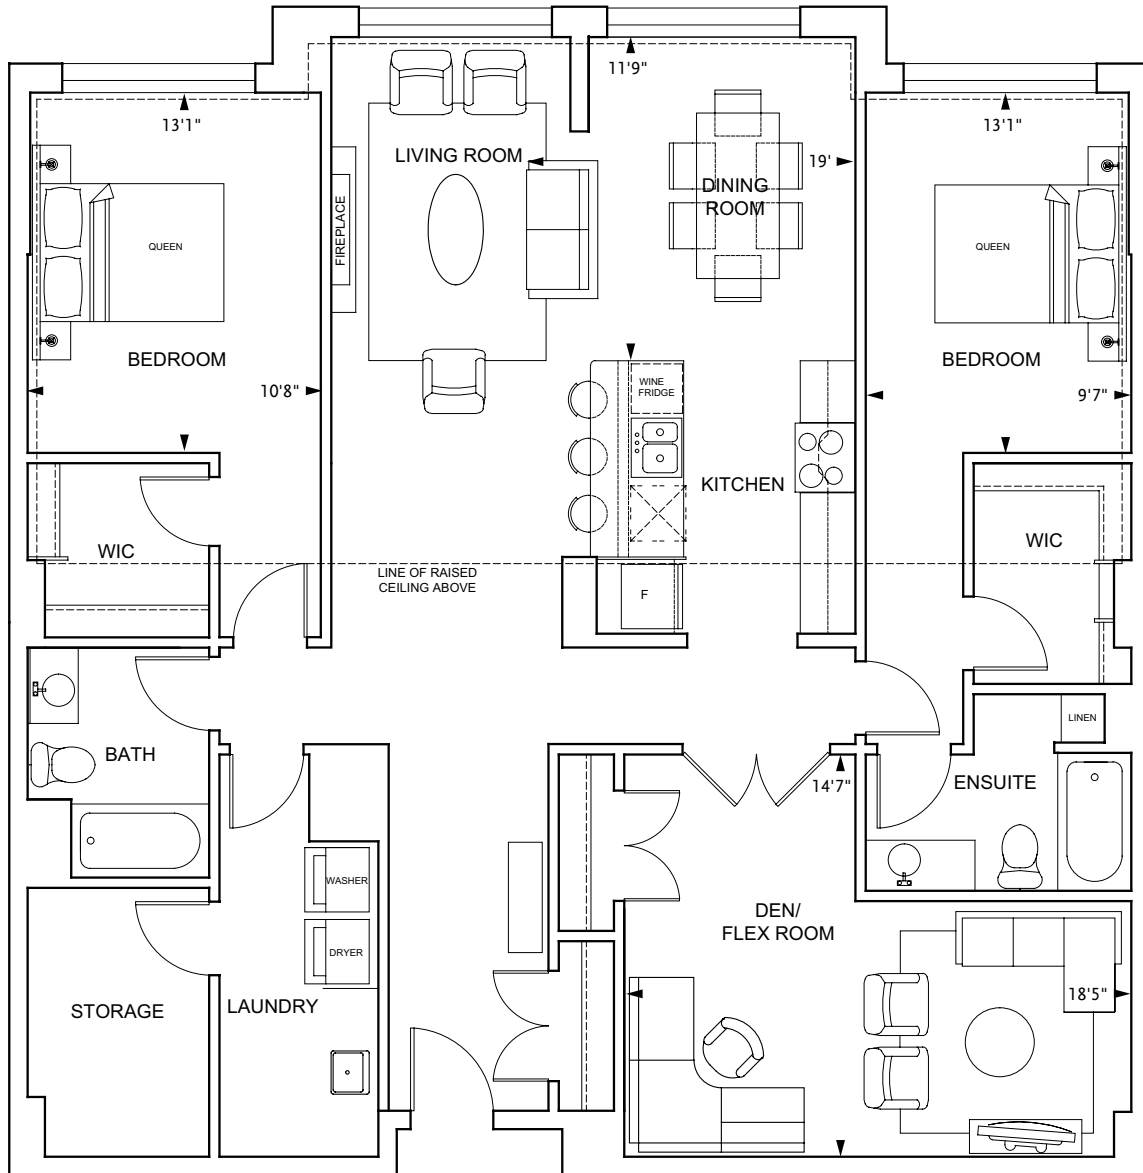 11'9"
13'1"
13'1"
LIVING ROOM
19'
DINING
ROOM
FIREPLACE
QUEEN
QUEEN
BEDROOM
BEDROOM
10'8"
9'7"
WINE
FRIDGE
KITCHEN
WIC
WIC
LINE OF RAISED
CEILING ABOVE
F
LINEN
BATH
14'7"
ENSUITE
WASHER
DEN/
FLEX ROOM
DRYER
STORAGE
LAUNDRY
18'5"